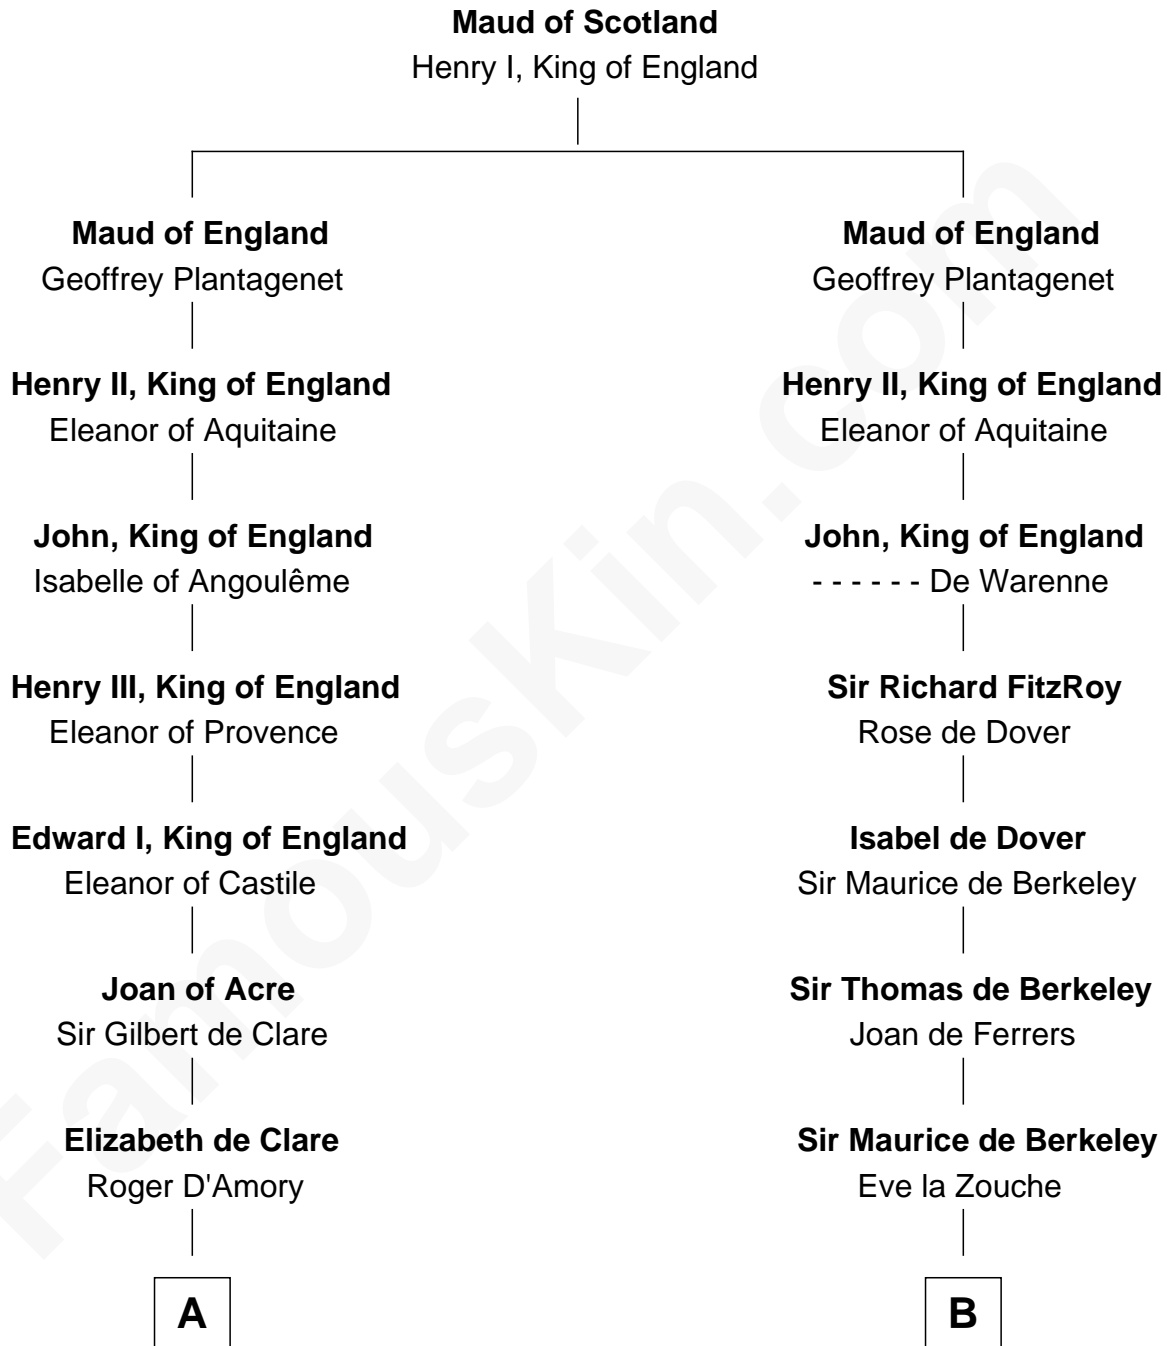 Maud of Scotland
Henry I, King of England
Maud of England
Geoffrey Plantagenet
Henry II, King of England
Eleanor of Aquitaine
John, King of England
Isabelle of Angoulême
Henry III, King of England
Eleanor of Provence
Edward I, King of England
Eleanor of Castile
Joan of Acre
Sir Gilbert de Clare
Elizabeth de Clare
Roger D'Amory
A
Maud of England
Geoffrey Plantagenet
Henry II, King of England
Eleanor of Aquitaine
John, King of England
- - - - - - De Warenne
Sir Richard FitzRoy
Rose de Dover
Isabel de Dover
Sir Maurice de Berkeley
Sir Thomas de Berkeley
Joan de Ferrers
Sir Maurice de Berkeley
Eve la Zouche
B
FamousKin.com